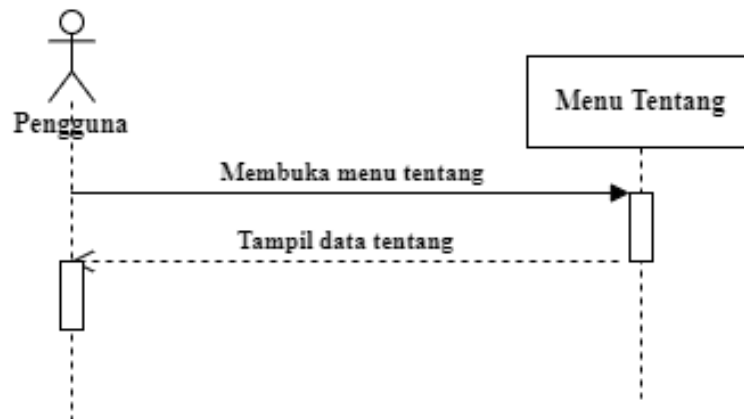 Pengguna
Menu Tentang
Membuka menu tentang
Tampil data tentang